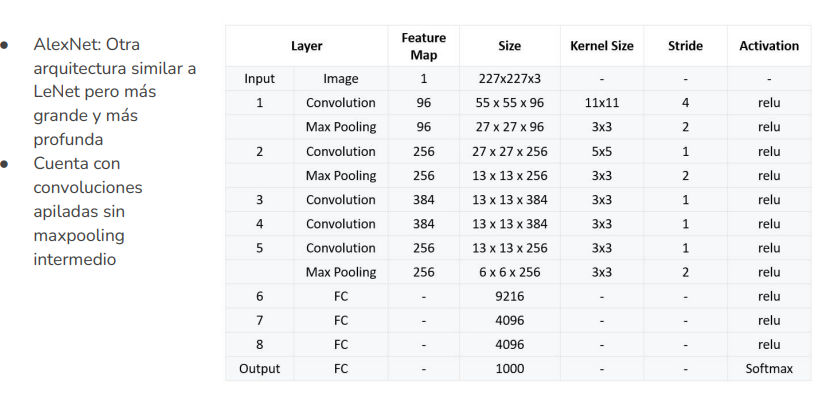 ● AlexNet: Otra
arquitectura similar a
LeNet pero más
grande y más
profunda
● Cuenta con
convoluciones
apiladas sin
maxpooling
intermedio
Layer Feature Map Size Kernel Size Stride Activation
Input Image 1 227x227x3 - - -
1 Convolution 96 55 x 55 x 96 11x11 4 relu
Max Pooling 96 27 x 27 x 96 3x3 2 relu
2 Convolution 256 27 x 27 x 256 5x5 1 relu
Max Pooling 256 13 x 13 x 256 3x3 2 relu
3 Convolution 384 13 x 13 x 384 3x3 1 relu
4 Convolution 384 13 x 13 x 384 3x3 1 relu
5 Convolution 256 13 x 13 x 256 3x3 1 relu
Max Pooling 256 6 x 6 x 256 3x3 2 relu
6 FC - 9216 - - relu
7 FC - 4096 - - relu
8 FC - 4096 - - relu
Output FC - 1000 - - Softmax